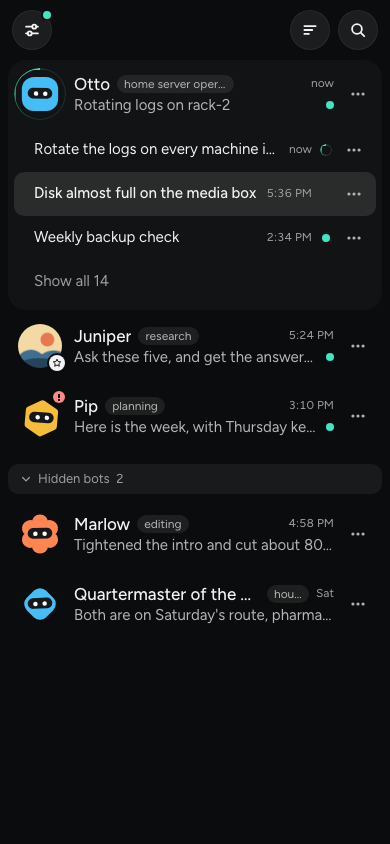 Otto home server oper... now
Rotating logs on rack-2
Rotate the logs on every machine i... now
Disk almost full on the media box 5:36 PM
Weekly backup check 2:34 PM
Show all 14
Juniper research 5:24 PM
Ask these five, and get the answer...
Pip planning 3:10 PM
Here is the week, with Thursday ke...
Hidden bots 2
Marlow editing 4:58 PM
Tightened the intro and cut about 80...
Quartermaster of the ... hou... Sat
Both are on Saturday's route, pharma...